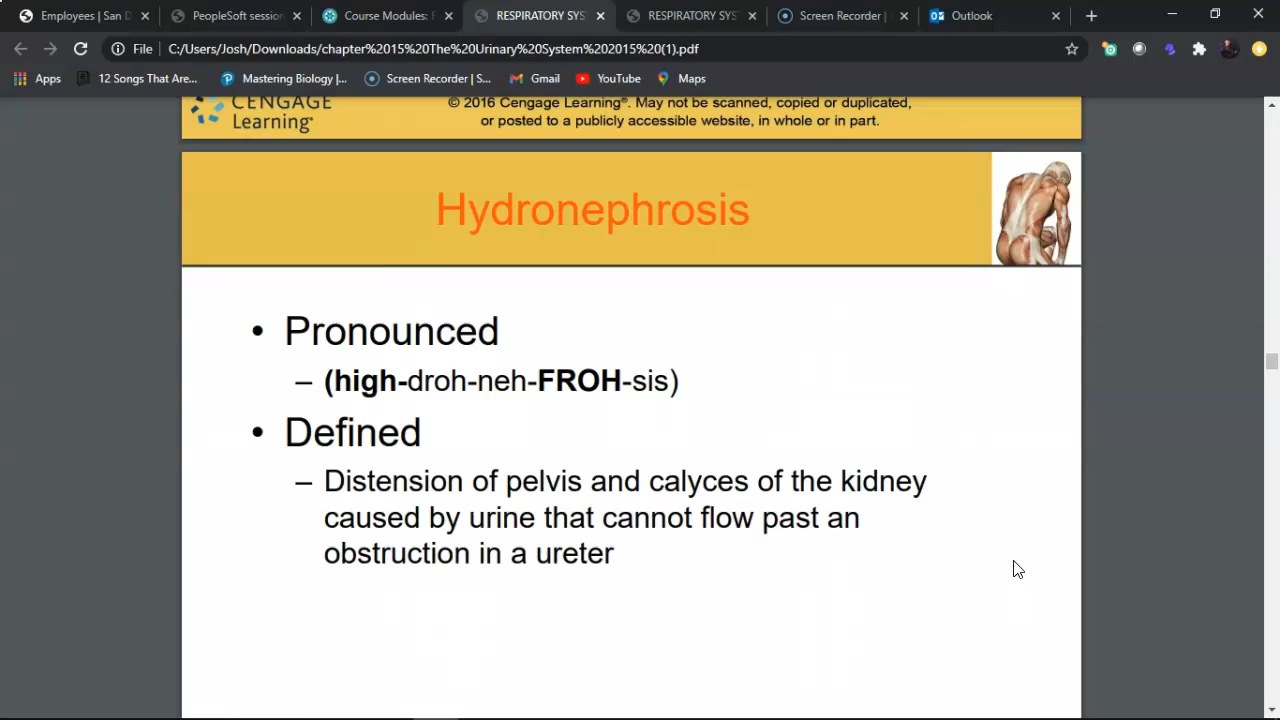 Employees | San D
PeopleSoft session
Course Modules: F
RESPIRATORY SYS
RESPIRATORY SYS
Screen Recorder |
Outlook
File
C:/Users/Josh/Downloads/chapter%2015%20The%20Urinary%20System%202015%20(1).pdf
Apps
12 Songs That Are...
Mastering Biology |...
Screen Recorder | S...
Gmail
YouTube
Maps
CENGAGE
Learning®
© 2016 Cengage Learning®. May not be scanned, copied or duplicated,
or posted to a publicly accessible website, in whole or in part.
Hydronephrosis
• Pronounced
– (high-droh-neh-FROH-sis)
• Defined
– Distension of pelvis and calyces of the kidney
caused by urine that cannot flow past an
obstruction in a ureter